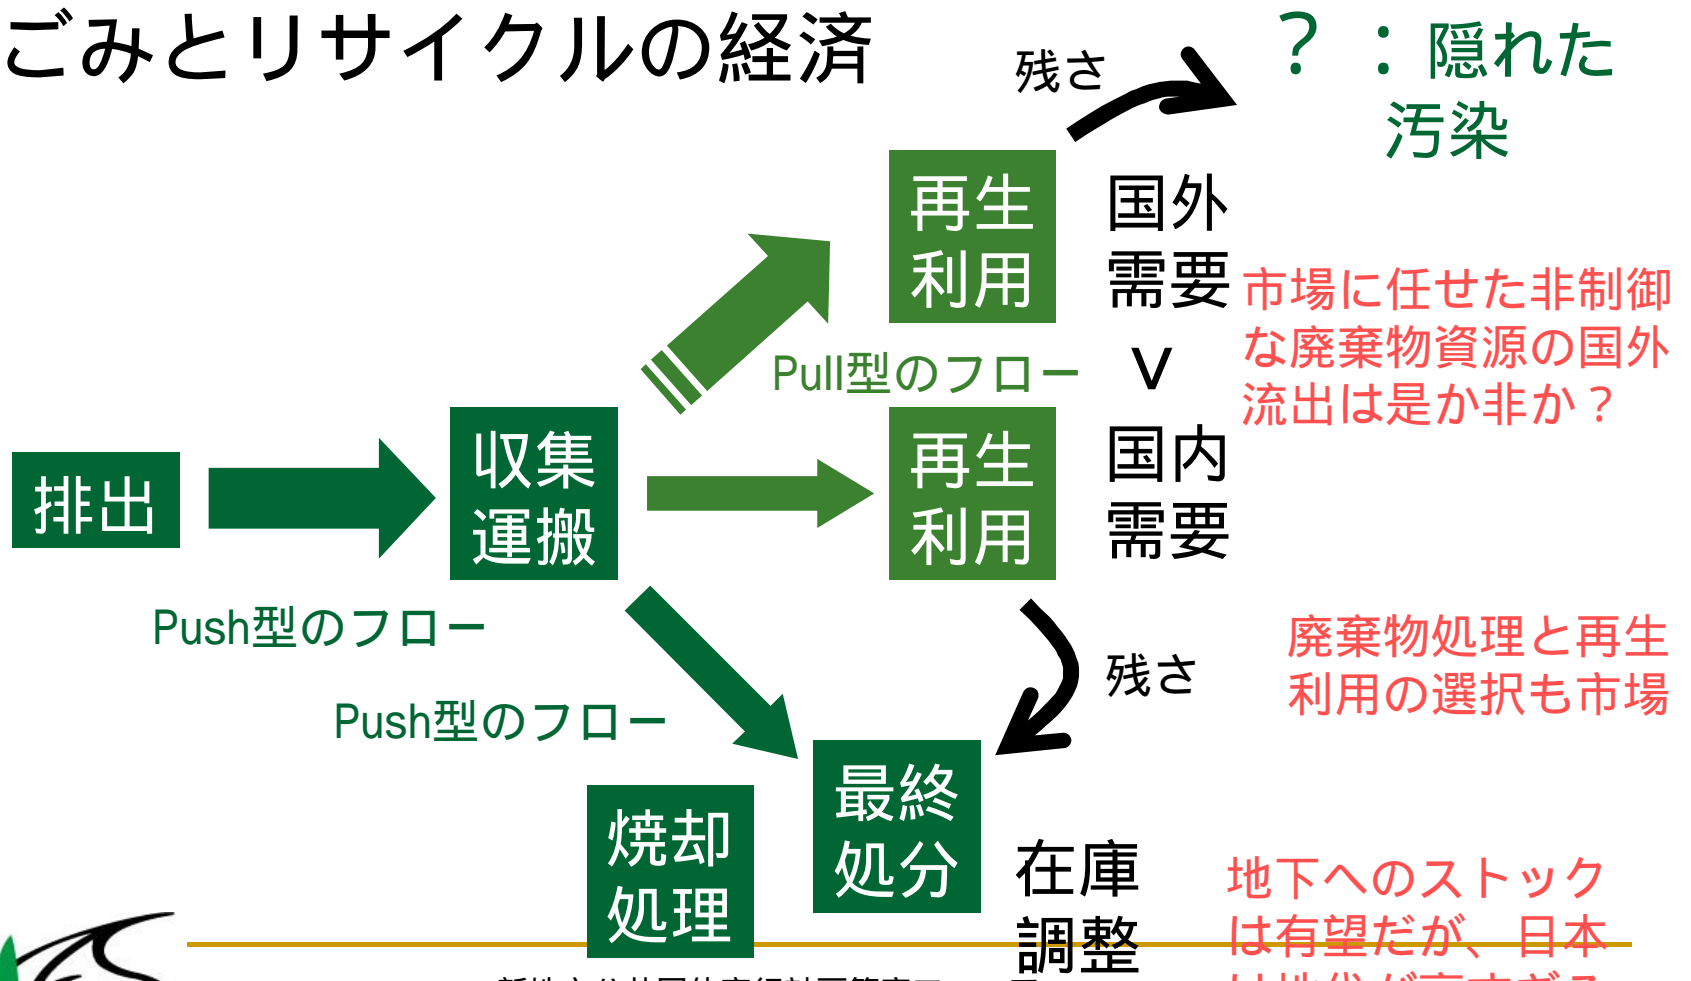 ごみとリサイクルの経済
残さ
？：隠れた
汚染
再生
利用
国外
需要
市場に任せた非制御
な廃棄物資源の国外
流出は是か非か？
Pull型のフロー
∨
排出
収集
運搬
再生
利用
国内
需要
Push型のフロー
残さ
廃棄物処理と再生
利用の選択も市場
Push型のフロー
焼却
処理
最終
処分
在庫
調整
地下へのストック
は有望だが、日本